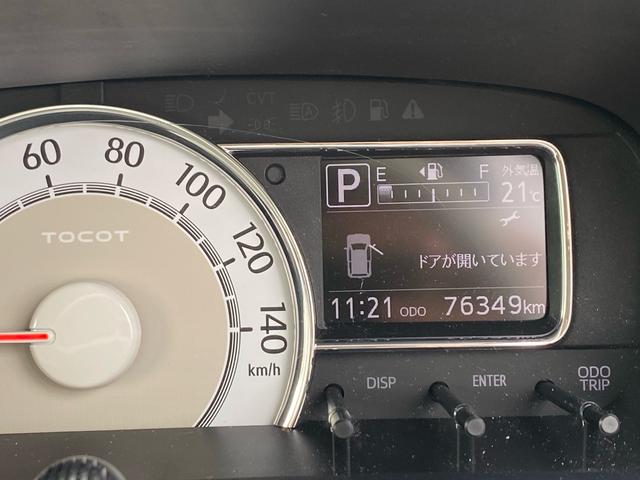 CVT
60
80
100
120
140
km/h
TOCOT
P
E F
外気温
21℃
ドアが開いています
11:21 ODO 76349km
DISP
ENTER
ODO
TRIP